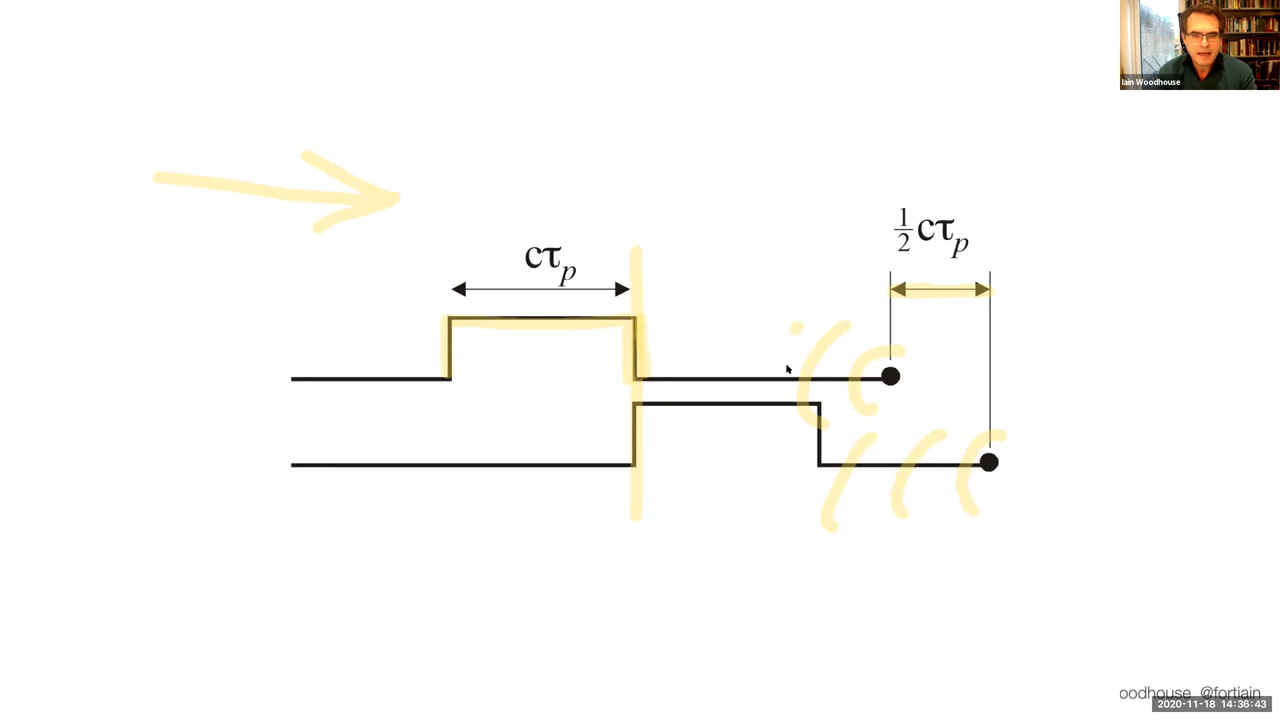 Iain Woodhouse
½cτp
cτp
oodhouse @fortiain
2020-11-18 14:36:43